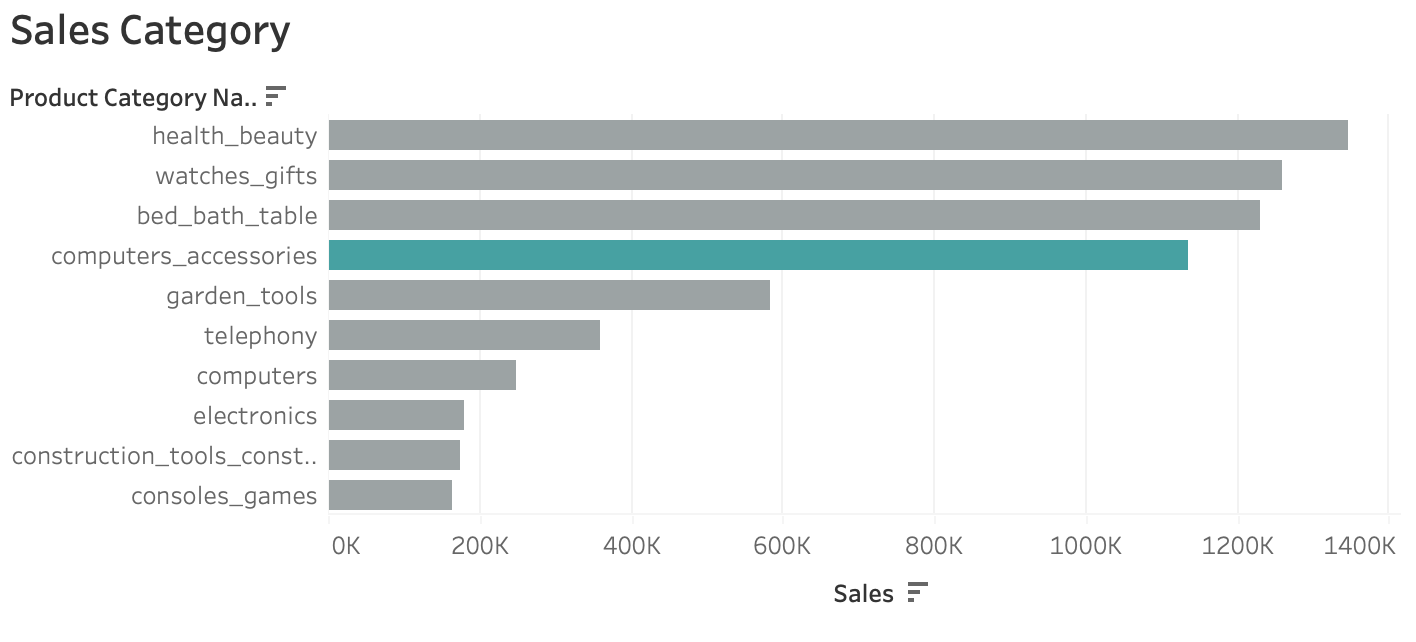 Sales Category
Product Category Na..
health_beauty
watches_gifts
bed_bath_table
computers_accessories
garden_tools
telephony
computers
electronics
construction_tools_const..
consoles_games
0K 200K 400K 600K 800K 1000K 1200K 1400K
Sales